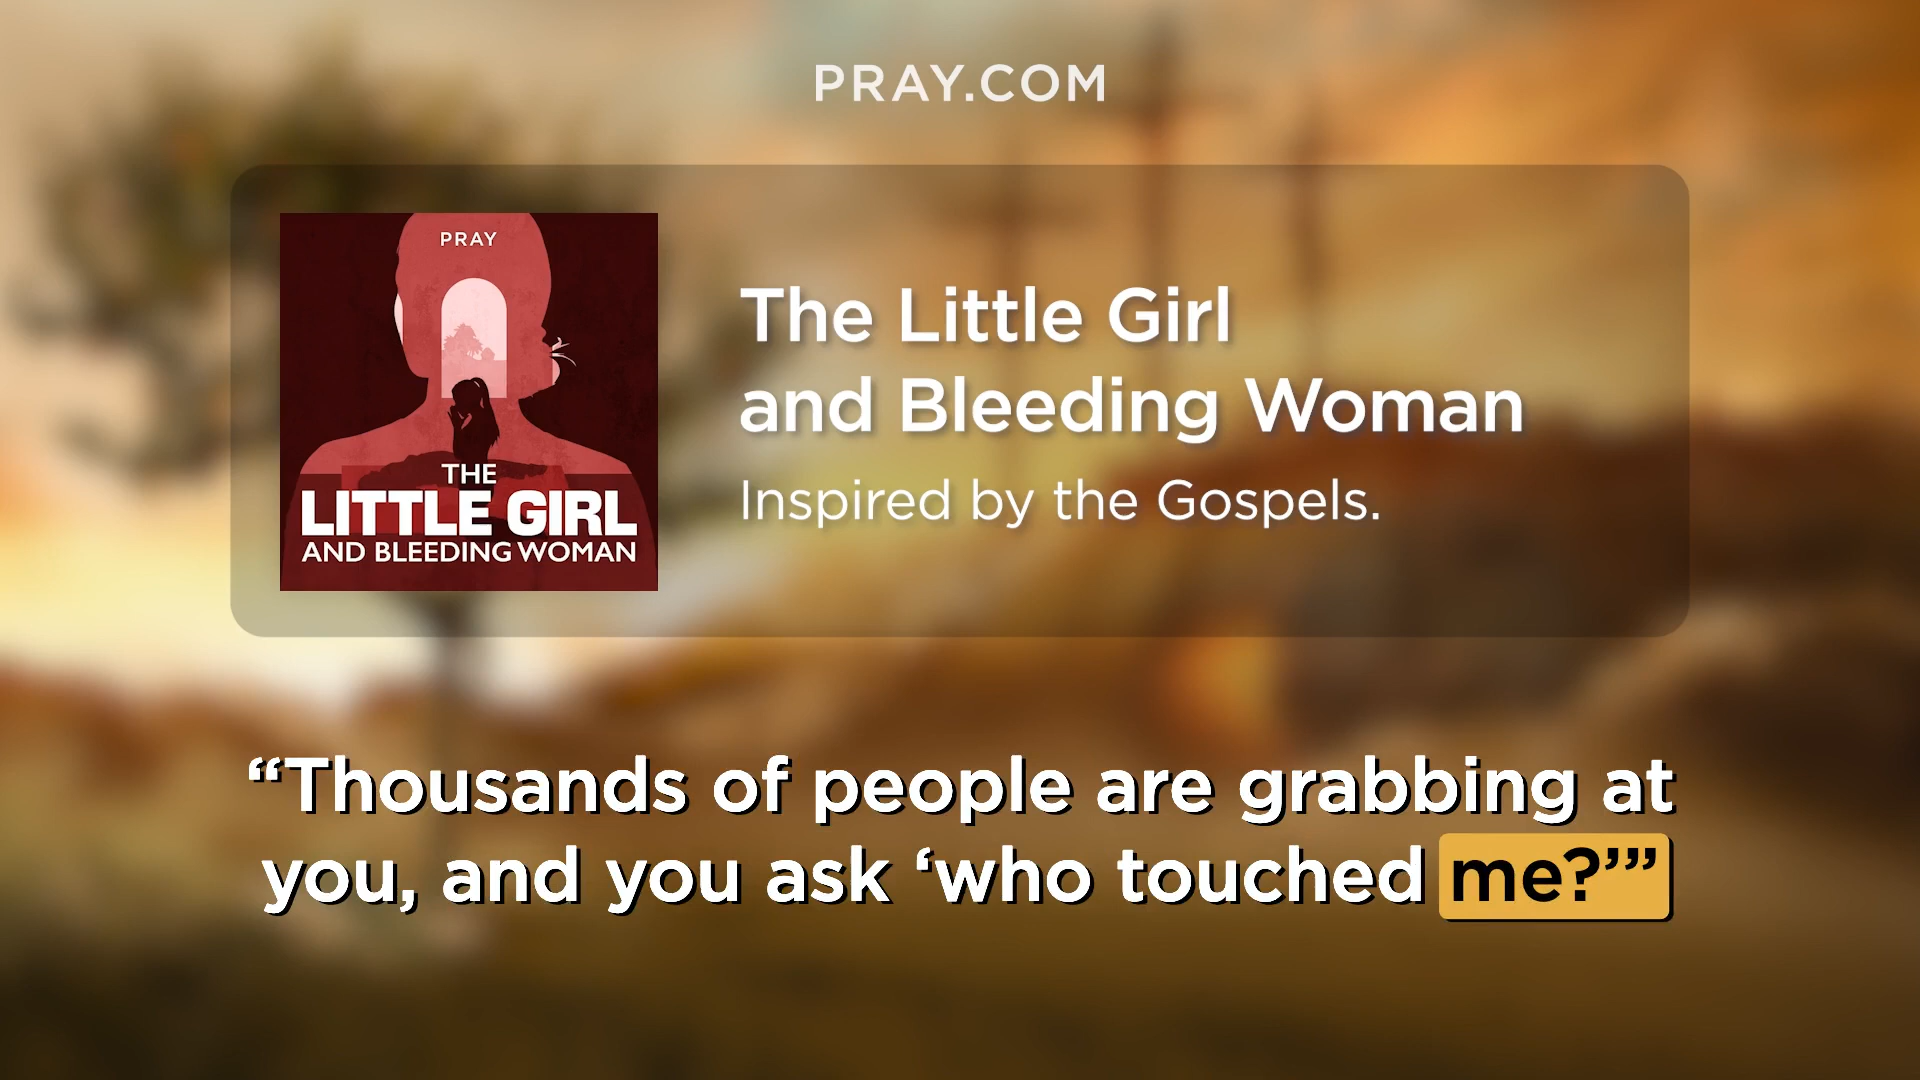 PRAY.COM
PRAY
THE
LITTLE GIRL
AND BLEEDING WOMAN
The Little Girl
and Bleeding Woman
Inspired by the Gospels.
“Thousands of people are grabbing at
you, and you ask ‘who touched me?’”